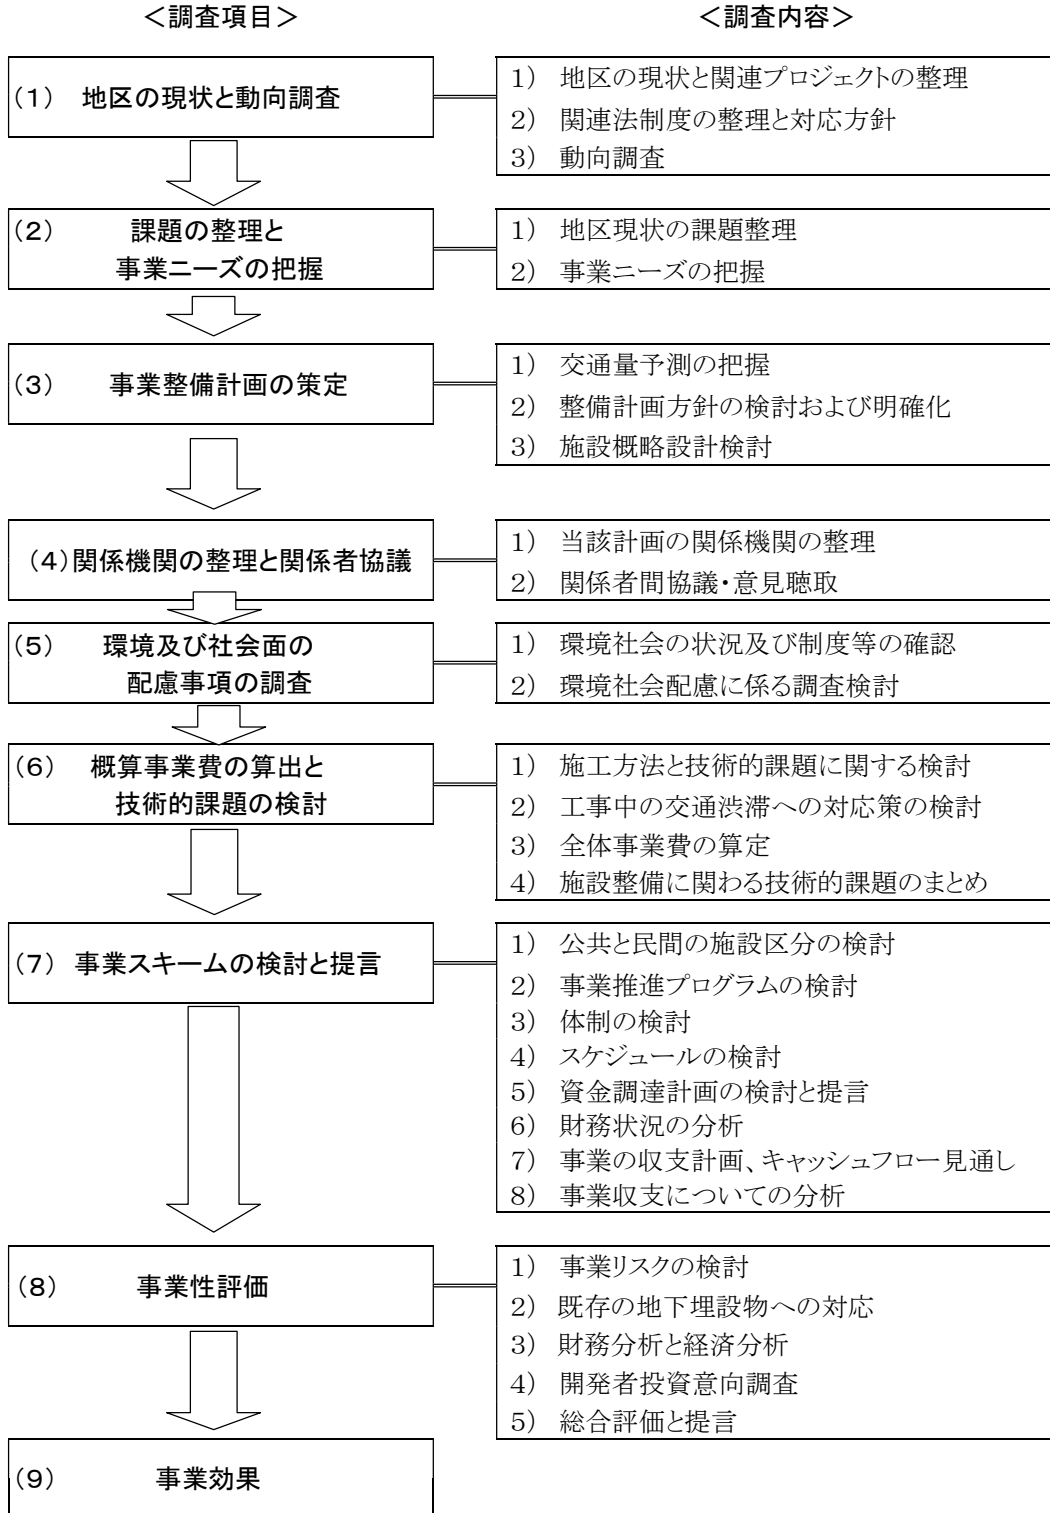 ＜調査項目＞
＜調査内容＞
(1) 地区の現状と動向調査
1) 地区の現状と関連プロジェクトの整理
2) 関連法制度の整理と対応方針
3) 動向調査
(2) 課題の整理と
事業ニーズの把握
1) 地区現状の課題整理
2) 事業ニーズの把握
(3) 事業整備計画の策定
1) 交通量予測の把握
2) 整備計画方針の検討および明確化
3) 施設概略設計検討
(4)関係機関の整理と関係者協議
1) 当該計画の関係機関の整理
2) 関係者間協議・意見聴取
(5) 環境及び社会面の
配慮事項の調査
1) 環境社会の状況及び制度等の確認
2) 環境社会配慮に係る調査検討
(6) 概算事業費の算出と
技術的課題の検討
1) 施工方法と技術的課題に関する検討
2) 工事中の交通渋滞への対応策の検討
3) 全体事業費の算定
4) 施設整備に関わる技術的課題のまとめ
(7) 事業スキームの検討と提言
1) 公共と民間の施設区分の検討
2) 事業推進プログラムの検討
3) 体制の検討
4) スケジュールの検討
5) 資金調達計画の検討と提言
6) 財務状況の分析
7) 事業の収支計画、キャッシュフロー見通し
8) 事業収支についての分析
(8) 事業性評価
1) 事業リスクの検討
2) 既存の地下埋設物への対応
3) 財務分析と経済分析
4) 開発者投資意向調査
5) 総合評価と提言
(9) 事業効果